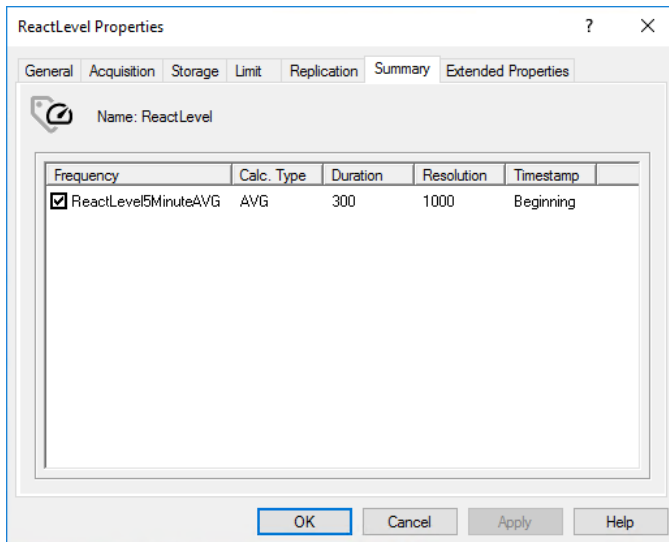 ReactLevel Properties ?
General Acquisition Storage Limit Replication Summary Extended Properties
Name: ReactLevel
Frequency Calc. Type Duration Resolution Timestamp
ReactLevel5MinuteAVG AVG 300 1000 Beginning
OK Cancel Apply Help